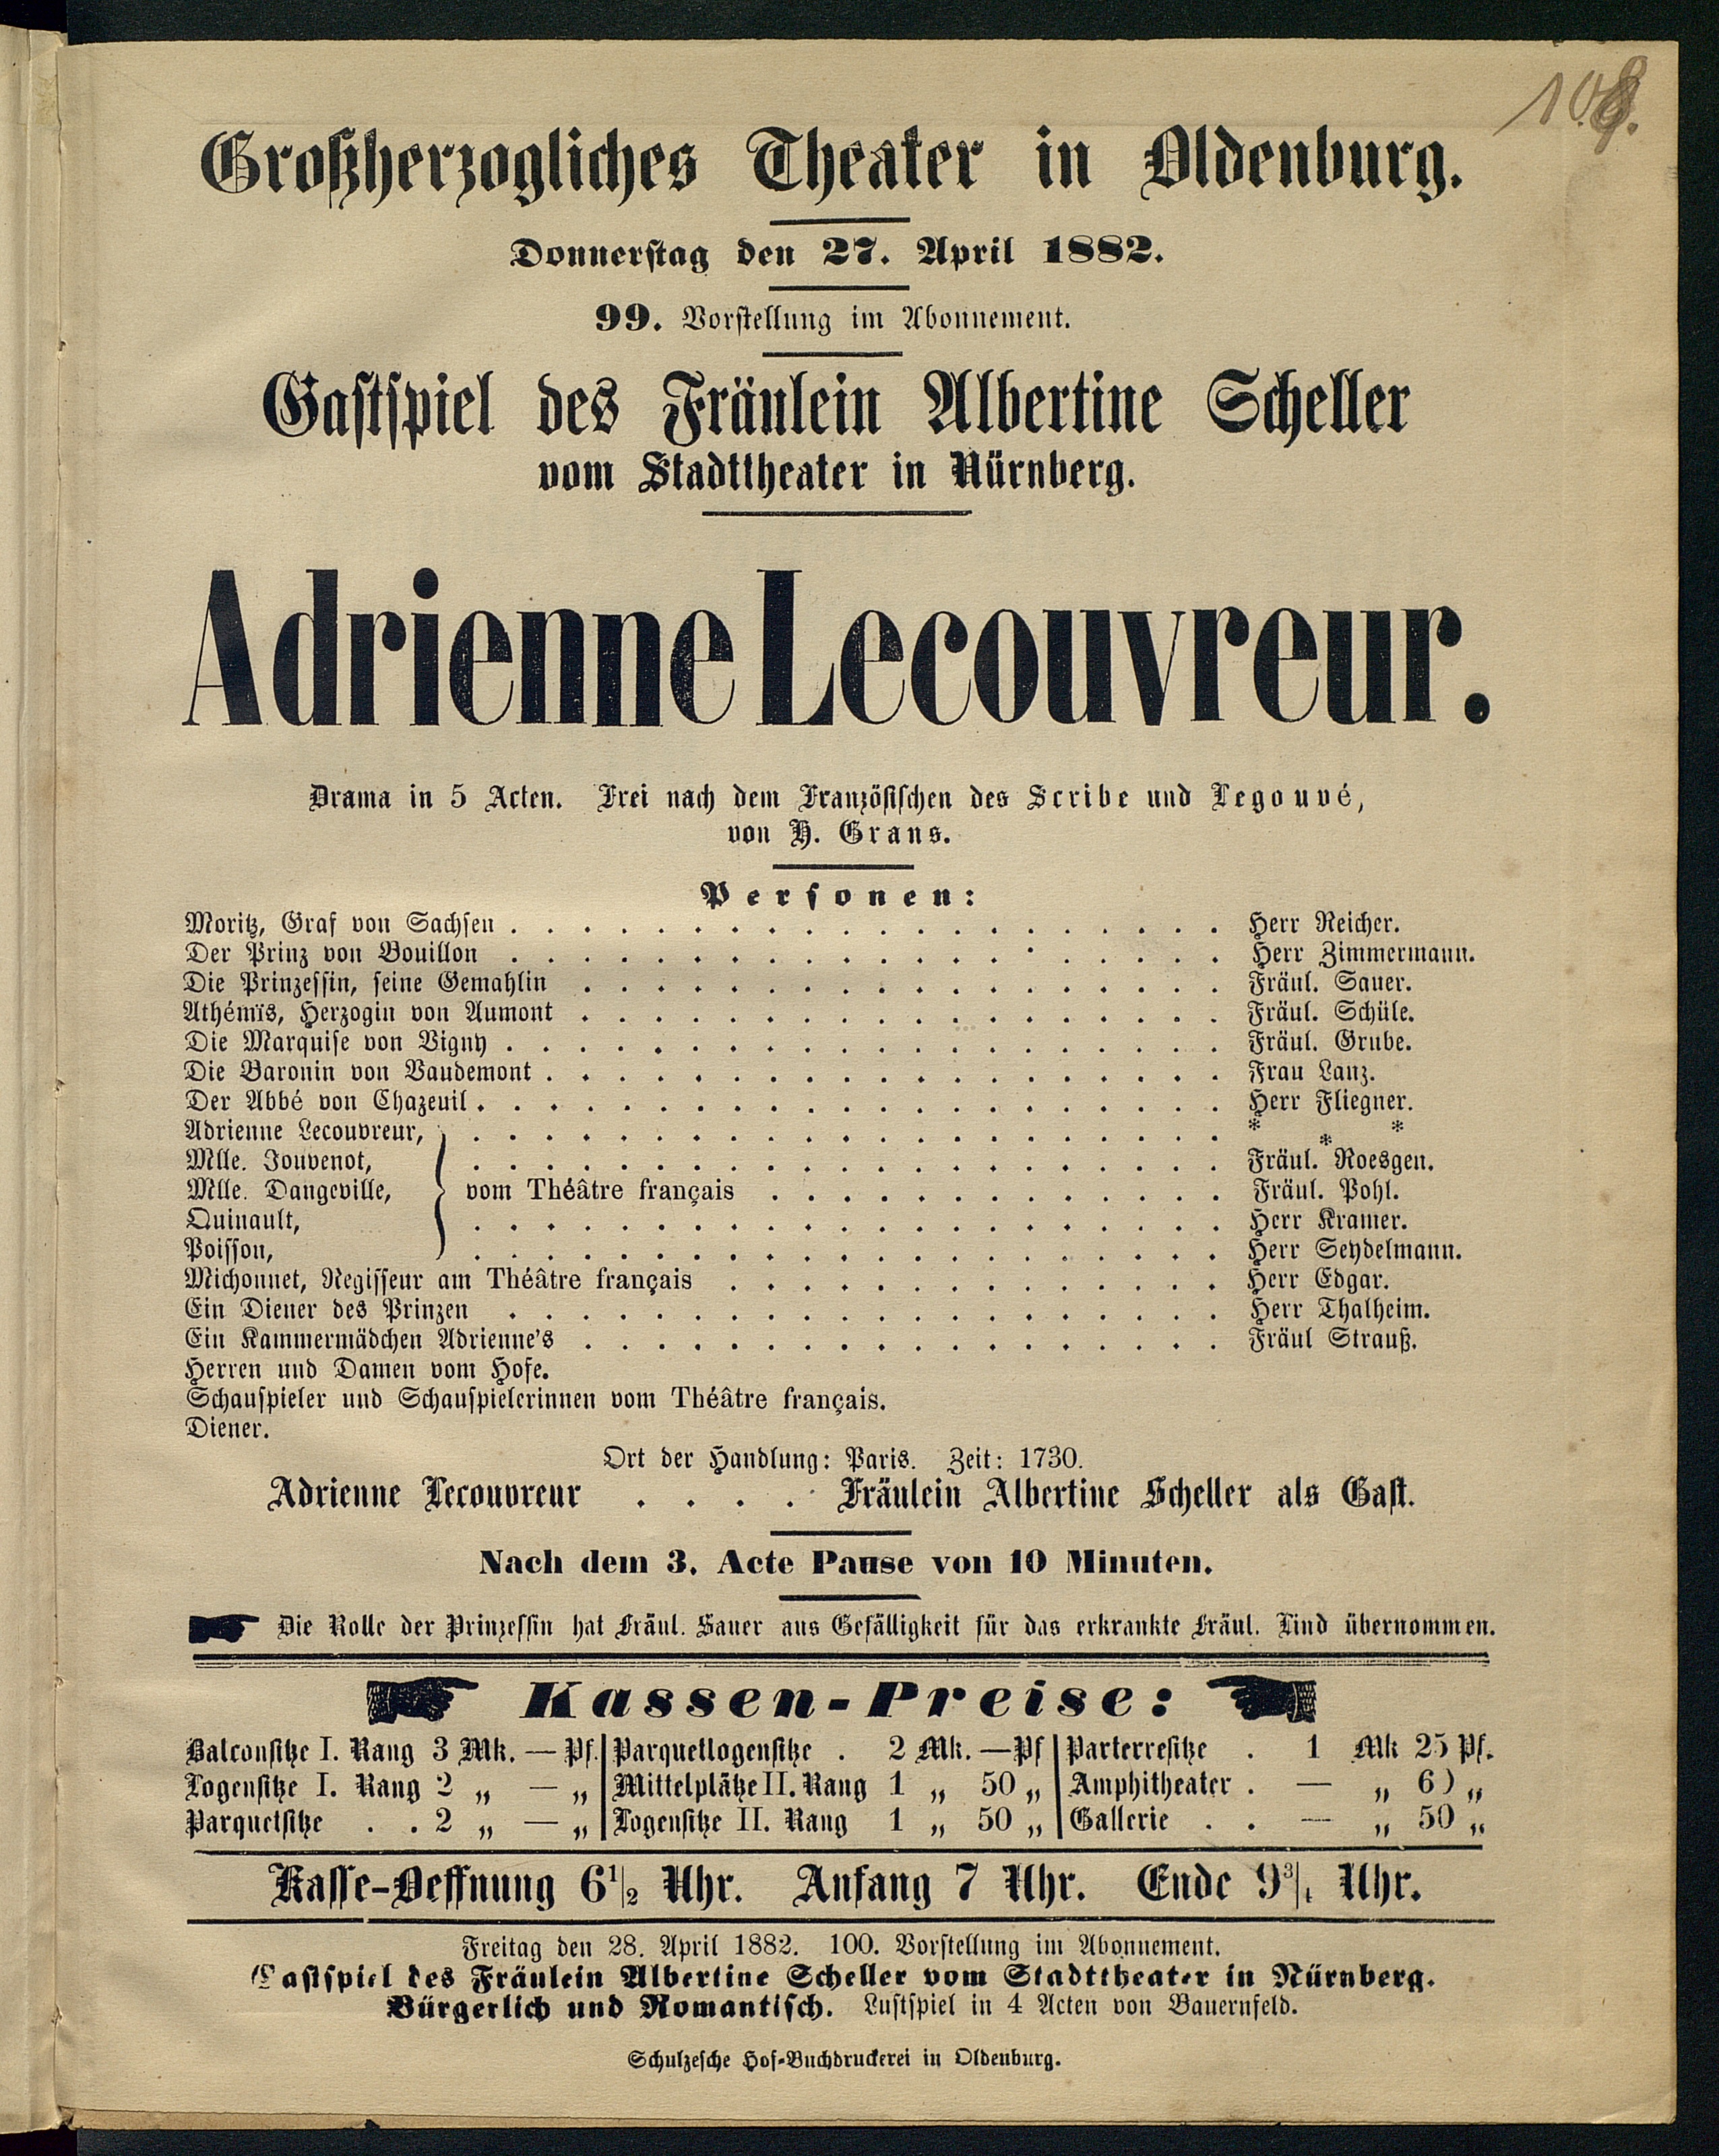 Großherzogliches Theater in Oldenburg.
Donnerstag den 27. April 1882.
99. Vorstellung im Abonnement.
Gastspiel des Fräulein Albertine Scheller
vom Stadttheater in Nürnberg.
Adrienne Lecouvreur.
Drama in 5 Acten. Frei nach dem Französischen des Scribe und Legouvé,
von H. Grans.
Personen:
Moritz, Graf von Sachsen . . . . Herr Reicher.
Der Prinz von Bouillon . . . . Herr Zimmermann.
Die Prinzessin, seine Gemahlin . . . . Fräul. Sauer.
Athémïs, Herzogin von Aumont . . . . Fräul. Schüle.
Die Marquise von Vigny . . . . Fräul. Grube.
Die Baronin von Vaudemont . . . . Frau Lanz.
Der Abbé von Chazeuil . . . . Herr Fliegner.
Adrienne Lecouvreur, . . . . * * *
Mlle. Jouvenot, . . . . Fräul. Roesgen.
Mlle. Dangeville, } vom Théâtre français . . . . Fräul. Pohl.
Quinault, . . . . Herr Kramer.
Poisson, . . . . Herr Seydelmann.
Michonnet, Regisseur am Théâtre français . . . . Herr Edgar.
Ein Diener des Prinzen . . . . Herr Thalheim.
Ein Kammermädchen Adrienne's . . . . Fräul Strauß.
Herren und Damen vom Hofe.
Schauspieler und Schauspielerinnen vom Théâtre français.
Diener.
Ort der Handlung: Paris. Zeit: 1730.
Adrienne Lecouvreur . . . . Fräulein Albertine Scheller als Gast.
Nach dem 3. Acte Pause von 10 Minuten.
Die Rolle der Prinzessin hat Fräul. Sauer aus Gefälligkeit für das erkrankte Fräul. Lind übernommen.
Kassen-Preise:
Balconsitze I. Rang 3 Mk. — Pf. | Parquetlogensitze . 2 Mk. — Pf | Parterresitze . 1 Mk 25 Pf.
Logensitze I. Rang 2 „ — „ | Mittelplätze II. Rang 1 „ 50 „ | Amphitheater . — „ 60 „
Parquetsitze . . 2 „ — „ | Logensitze II. Rang 1 „ 50 „ | Gallerie . . — „ 50 „
Kasse-Oeffnung 6½ Uhr. Anfang 7 Uhr. Ende 9¾ Uhr.
Freitag den 28. April 1882. 100. Vorstellung im Abonnement.
Gastspiel des Fräulein Albertine Scheller vom Stadttheater in Nürnberg.
Bürgerlich und Romantisch. Lustspiel in 4 Acten von Bauernfeld.
Schulzesche Hof-Buchdruckerei in Oldenburg.